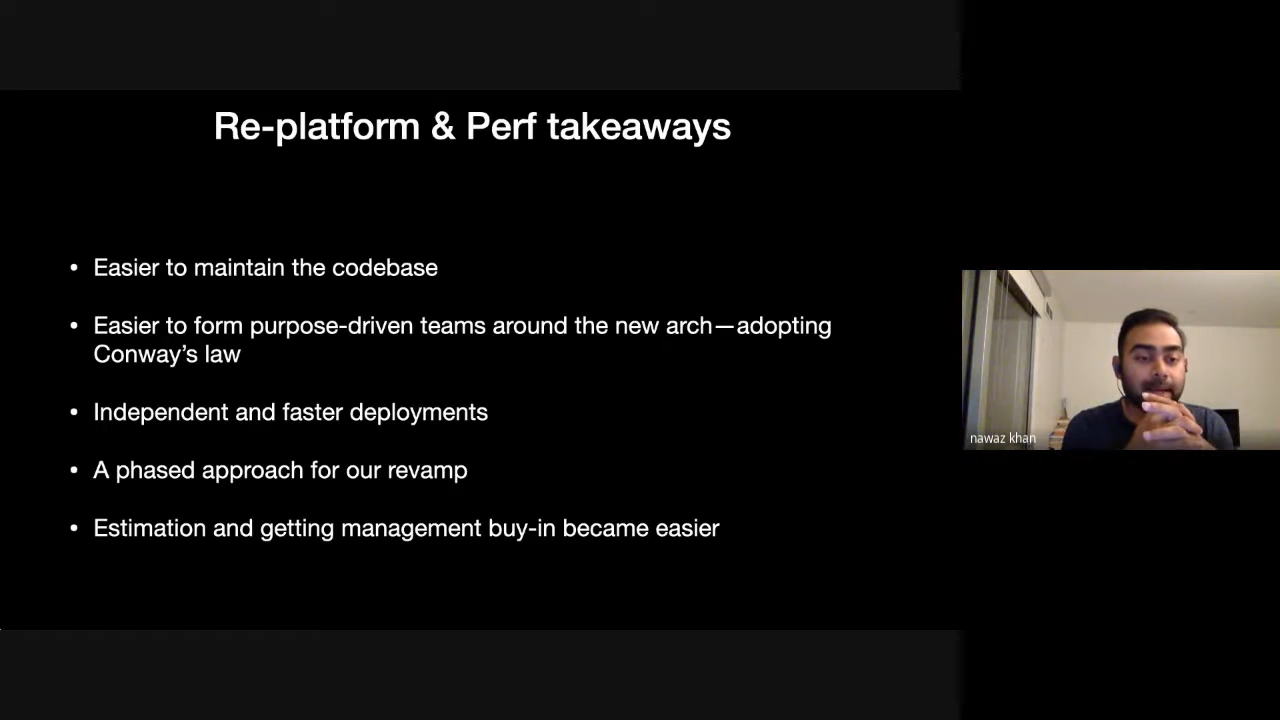 Re-platform & Perf takeaways
• Easier to maintain the codebase
• Easier to form purpose-driven teams around the new arch—adopting
Conway’s law
• Independent and faster deployments
• A phased approach for our revamp
• Estimation and getting management buy-in became easier
nawaz khan